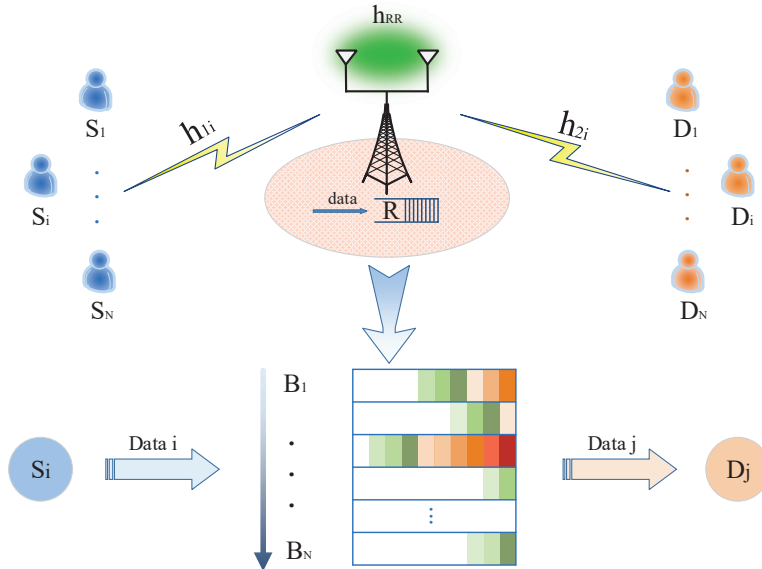 hRR
S1
h1i
h2i
D1
data
R
Si
Di
SN
DN
B1
Data i
Data j
Si
Dj
BN